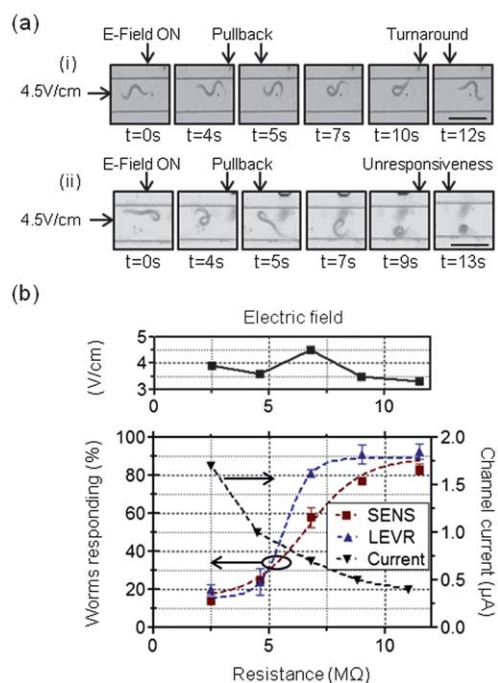 (a)
E-Field ON Pullback Turnaround
(i)
4.5V/cm
t=0s t=4s t=5s t=7s t=10s t=12s
E-Field ON Pullback Unresponsiveness
(ii)
4.5V/cm
t=0s t=4s t=5s t=7s t=9s t=13s
(b)
Electric field
(V/cm)
5
4
3
0 5 10
Worms responding (%)
100
90
80
60
40
20
0
2.0
1.5
1.0
0.5
0.0
Channel current (µA)
SENS
LEVR
Current
0 5 10
Resistance (MΩ)